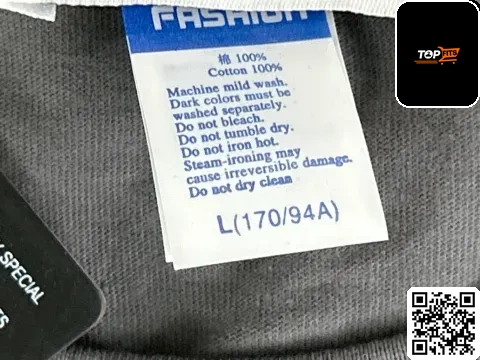 FASHION
棉 100%
Cotton 100%
Machine mild wash.
Dark colors must be
washed separately.
Do not bleach.
Do not tumble dry.
Do not iron hot.
Steam-ironing may
cause irreversible damage.
Do not dry clean
L(170/94A)
SPECIAL
TOP
FITS